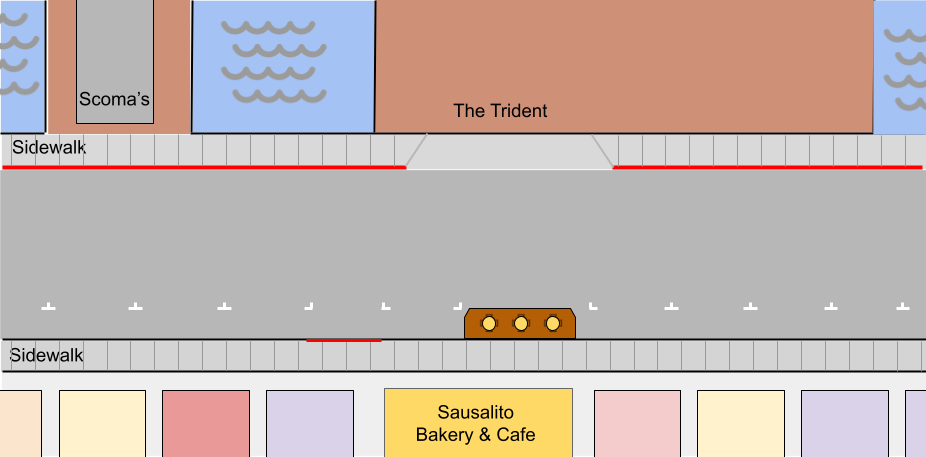 Scoma's
The Trident
Sidewalk
Sidewalk
Sausalito
Bakery & Cafe